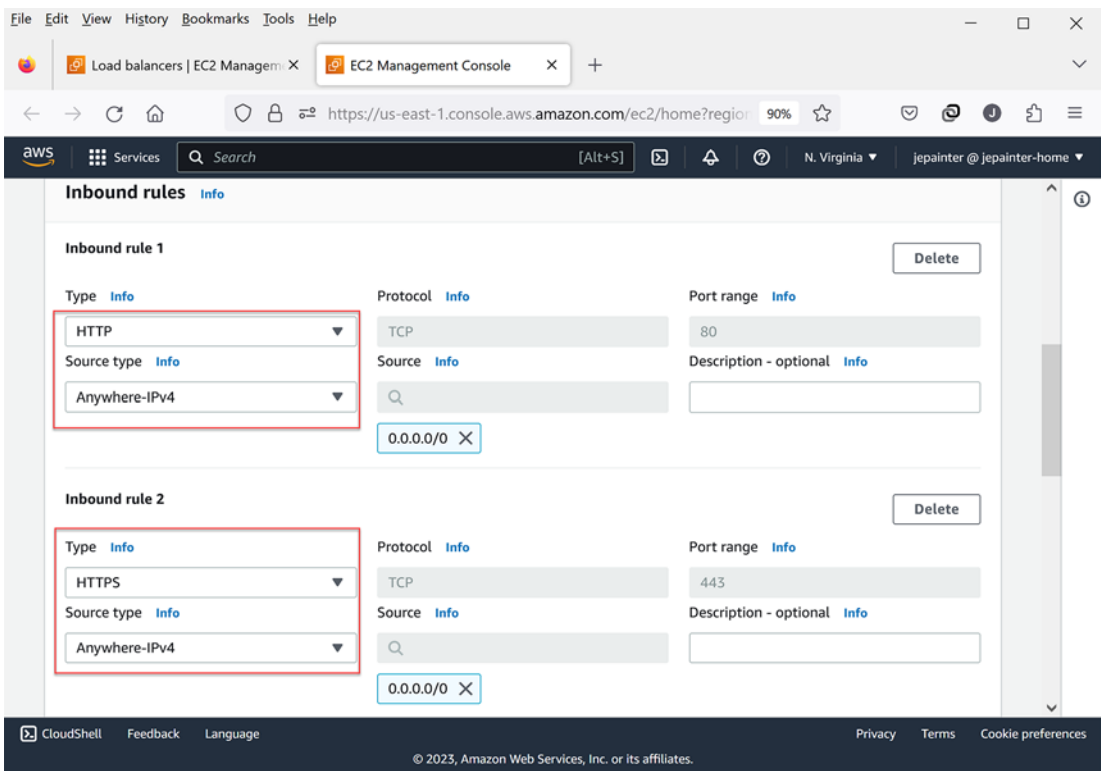 File Edit View History Bookmarks Tools Help
Load balancers | EC2 Managem
EC2 Management Console
https://us-east-1.console.aws.amazon.com/ec2/home?region 90%
aws Services Search [Alt+S] N. Virginia jepainter @ jepainter-home
Inbound rules Info
Inbound rule 1
Delete
Type Info Protocol Info Port range Info
HTTP TCP 80
Source type Info Source Info Description - optional Info
Anywhere-IPv4
0.0.0.0/0
Inbound rule 2
Delete
Type Info Protocol Info Port range Info
HTTPS TCP 443
Source type Info Source Info Description - optional Info
Anywhere-IPv4
0.0.0.0/0
CloudShell Feedback Language Privacy Terms Cookie preferences
© 2023, Amazon Web Services, Inc. or its affiliates.